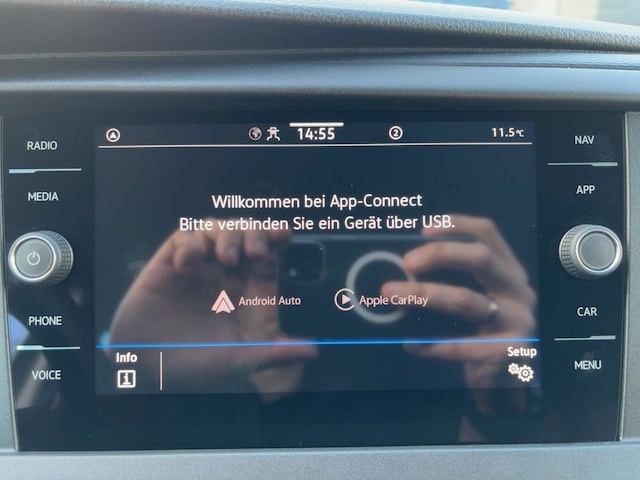 RADIO
MEDIA
PHONE
VOICE
14:55
2
11.5°C
Willkommen bei App-Connect
Bitte verbinden Sie ein Gerät über USB.
Android Auto
Apple CarPlay
Info
i
Setup
NAV
APP
CAR
MENU